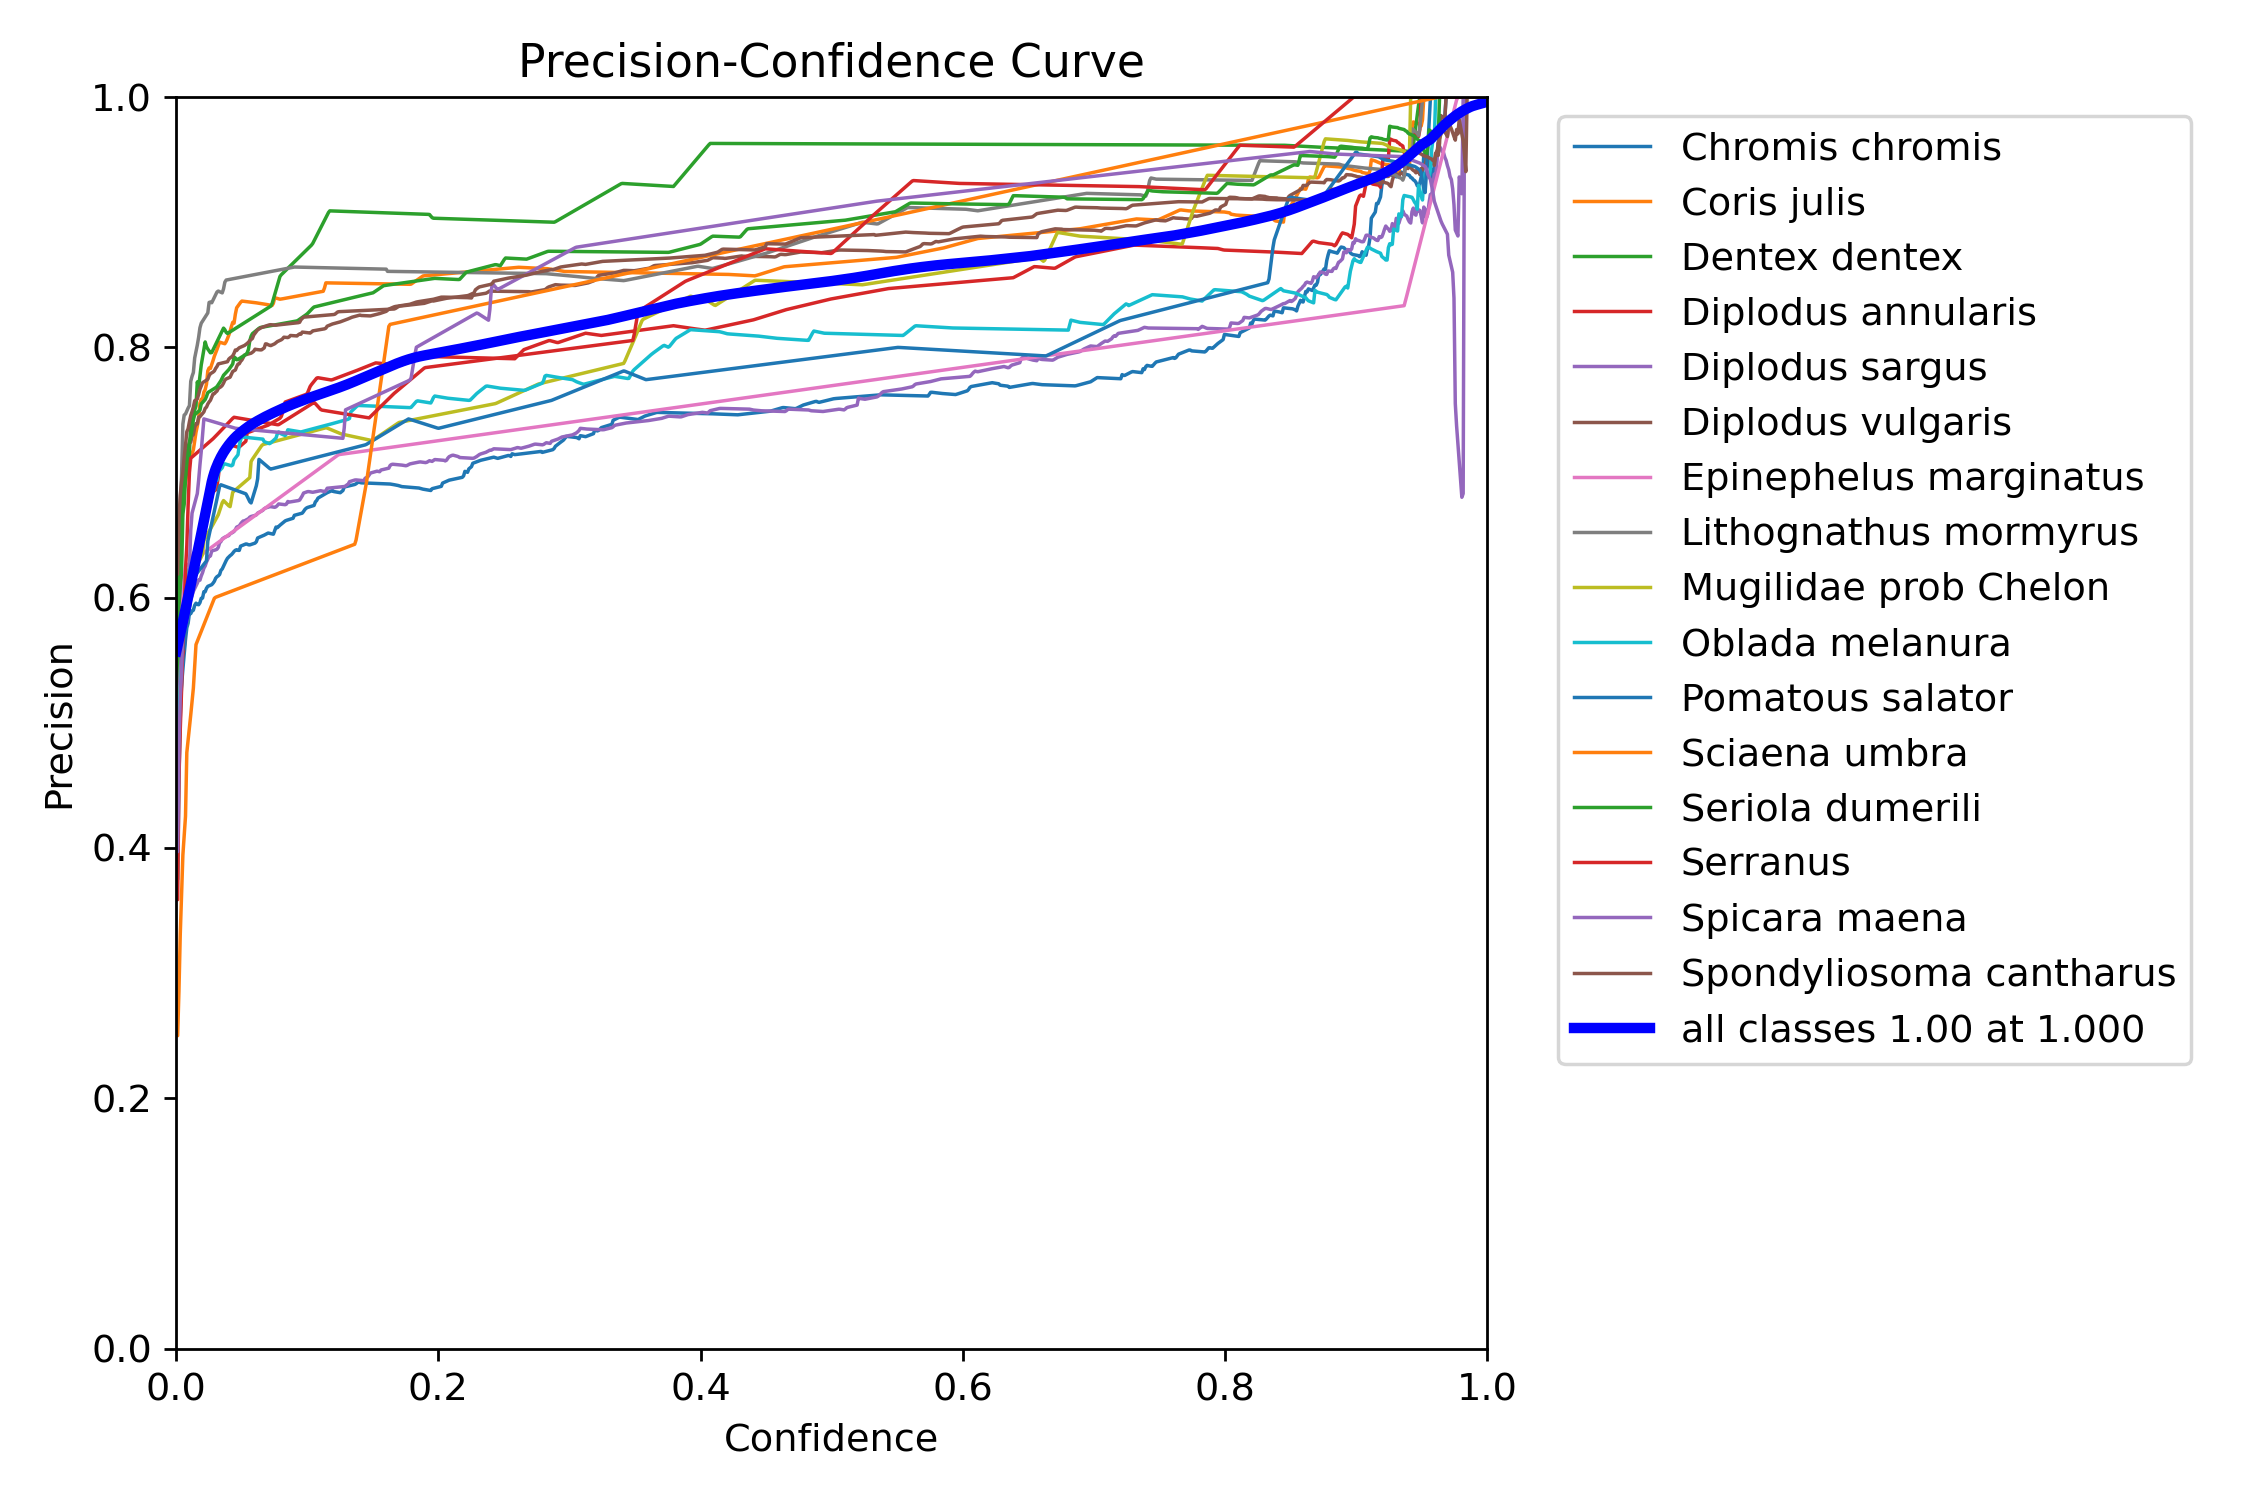 Precision-Confidence Curve
1.0
0.8
0.6
0.4
0.2
0.0
Precision
0.0 0.2 0.4 0.6 0.8 1.0
Confidence
Chromis chromis
Coris julis
Dentex dentex
Diplodus annularis
Diplodus sargus
Diplodus vulgaris
Epinephelus marginatus
Lithognathus mormyrus
Mugilidae prob Chelon
Oblada melanura
Pomatous salator
Sciaena umbra
Seriola dumerili
Serranus
Spicara maena
Spondyliosoma cantharus
all classes 1.00 at 1.000